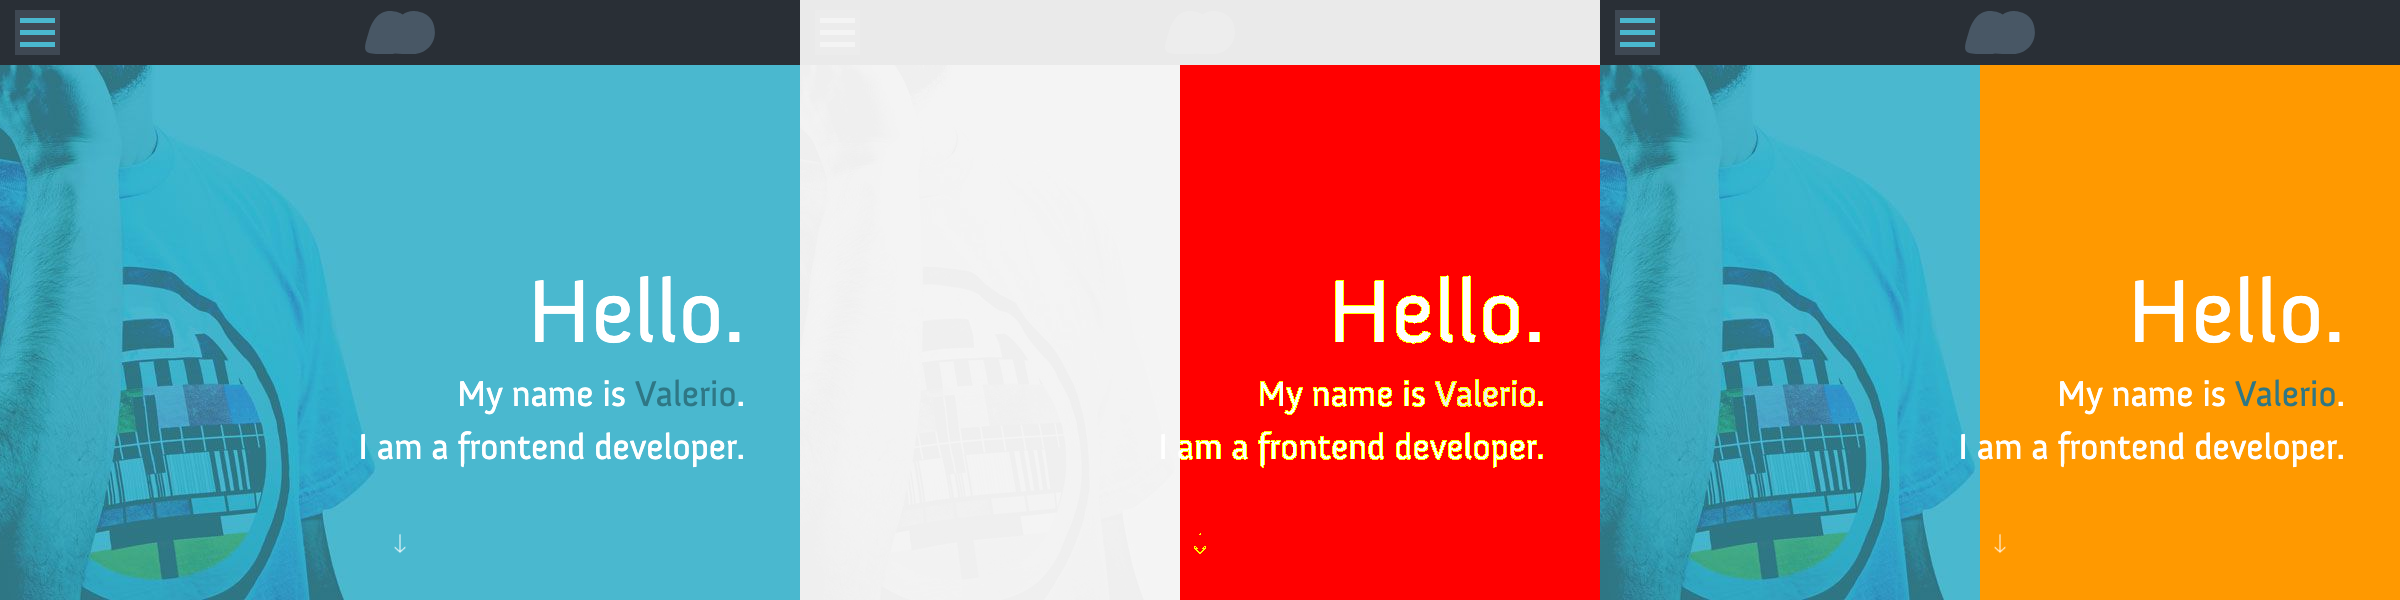 Hello.
My name is Valerio.
I am a frontend developer.
Hello.
My name is Valerio.
I am a frontend developer.
Hello.
My name is Valerio.
I am a frontend developer.